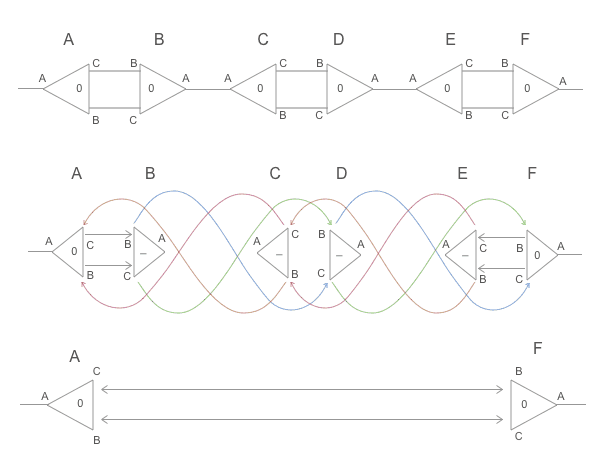 A B C D E F
C B C B C B
A 0 0 A A 0 0 A A 0 0 A
B C B C B C
A B C D E F
A C B A A C B A A C B A
0 – – – – 0
B C B C B C
A F
C B
A 0 0 A
B C